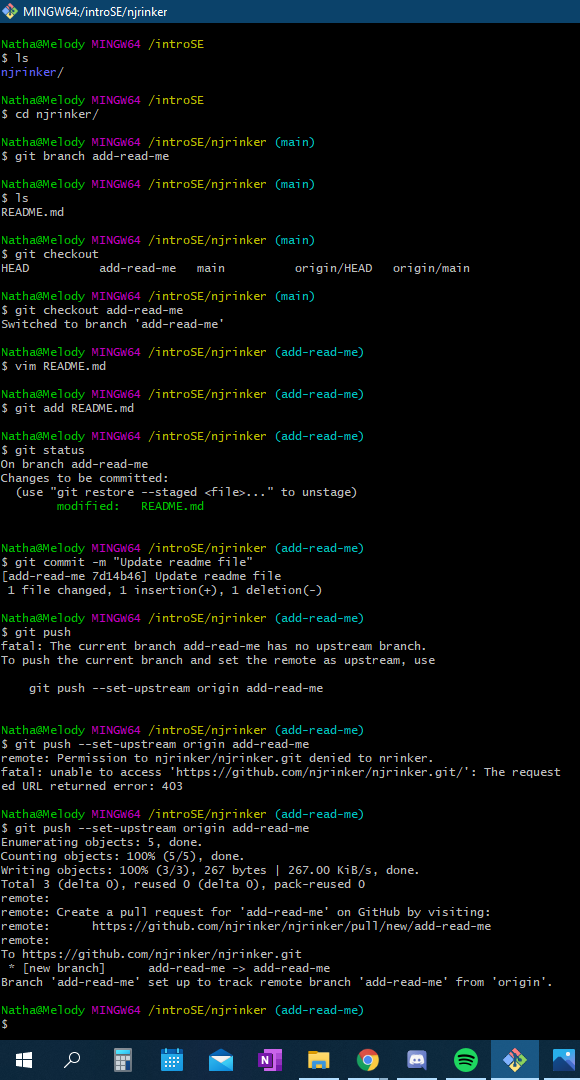 MINGW64:/introSE/njrinker
Natha@Melody MINGW64 /introSE
$ ls
njrinker/
Natha@Melody MINGW64 /introSE
$ cd njrinker/
Natha@Melody MINGW64 /introSE/njrinker (main)
$ git branch add-read-me
Natha@Melody MINGW64 /introSE/njrinker (main)
$ ls
README.md
Natha@Melody MINGW64 /introSE/njrinker (main)
$ git checkout
HEAD          add-read-me   main          origin/HEAD   origin/main
Natha@Melody MINGW64 /introSE/njrinker (main)
$ git checkout add-read-me
Switched to branch 'add-read-me'
Natha@Melody MINGW64 /introSE/njrinker (add-read-me)
$ vim README.md
Natha@Melody MINGW64 /introSE/njrinker (add-read-me)
$ git add README.md
Natha@Melody MINGW64 /introSE/njrinker (add-read-me)
$ git status
On branch add-read-me
Changes to be committed:
  (use "git restore --staged <file>..." to unstage)
        modified:   README.md
Natha@Melody MINGW64 /introSE/njrinker (add-read-me)
$ git commit -m "Update readme file"
[add-read-me 7d14b46] Update readme file
 1 file changed, 1 insertion(+), 1 deletion(-)
Natha@Melody MINGW64 /introSE/njrinker (add-read-me)
$ git push
fatal: The current branch add-read-me has no upstream branch.
To push the current branch and set the remote as upstream, use
    git push --set-upstream origin add-read-me
Natha@Melody MINGW64 /introSE/njrinker (add-read-me)
$ git push --set-upstream origin add-read-me
remote: Permission to njrinker/njrinker.git denied to nrinker.
fatal: unable to access 'https://github.com/njrinker/njrinker.git/': The request
ed URL returned error: 403
Natha@Melody MINGW64 /introSE/njrinker (add-read-me)
$ git push --set-upstream origin add-read-me
Enumerating objects: 5, done.
Counting objects: 100% (5/5), done.
Writing objects: 100% (3/3), 267 bytes | 267.00 KiB/s, done.
Total 3 (delta 0), reused 0 (delta 0), pack-reused 0
remote:
remote: Create a pull request for 'add-read-me' on GitHub by visiting:
remote:      https://github.com/njrinker/njrinker/pull/new/add-read-me
remote:
To https://github.com/njrinker/njrinker.git
 * [new branch]      add-read-me -> add-read-me
Branch 'add-read-me' set up to track remote branch 'add-read-me' from 'origin'.
Natha@Melody MINGW64 /introSE/njrinker (add-read-me)
$
N